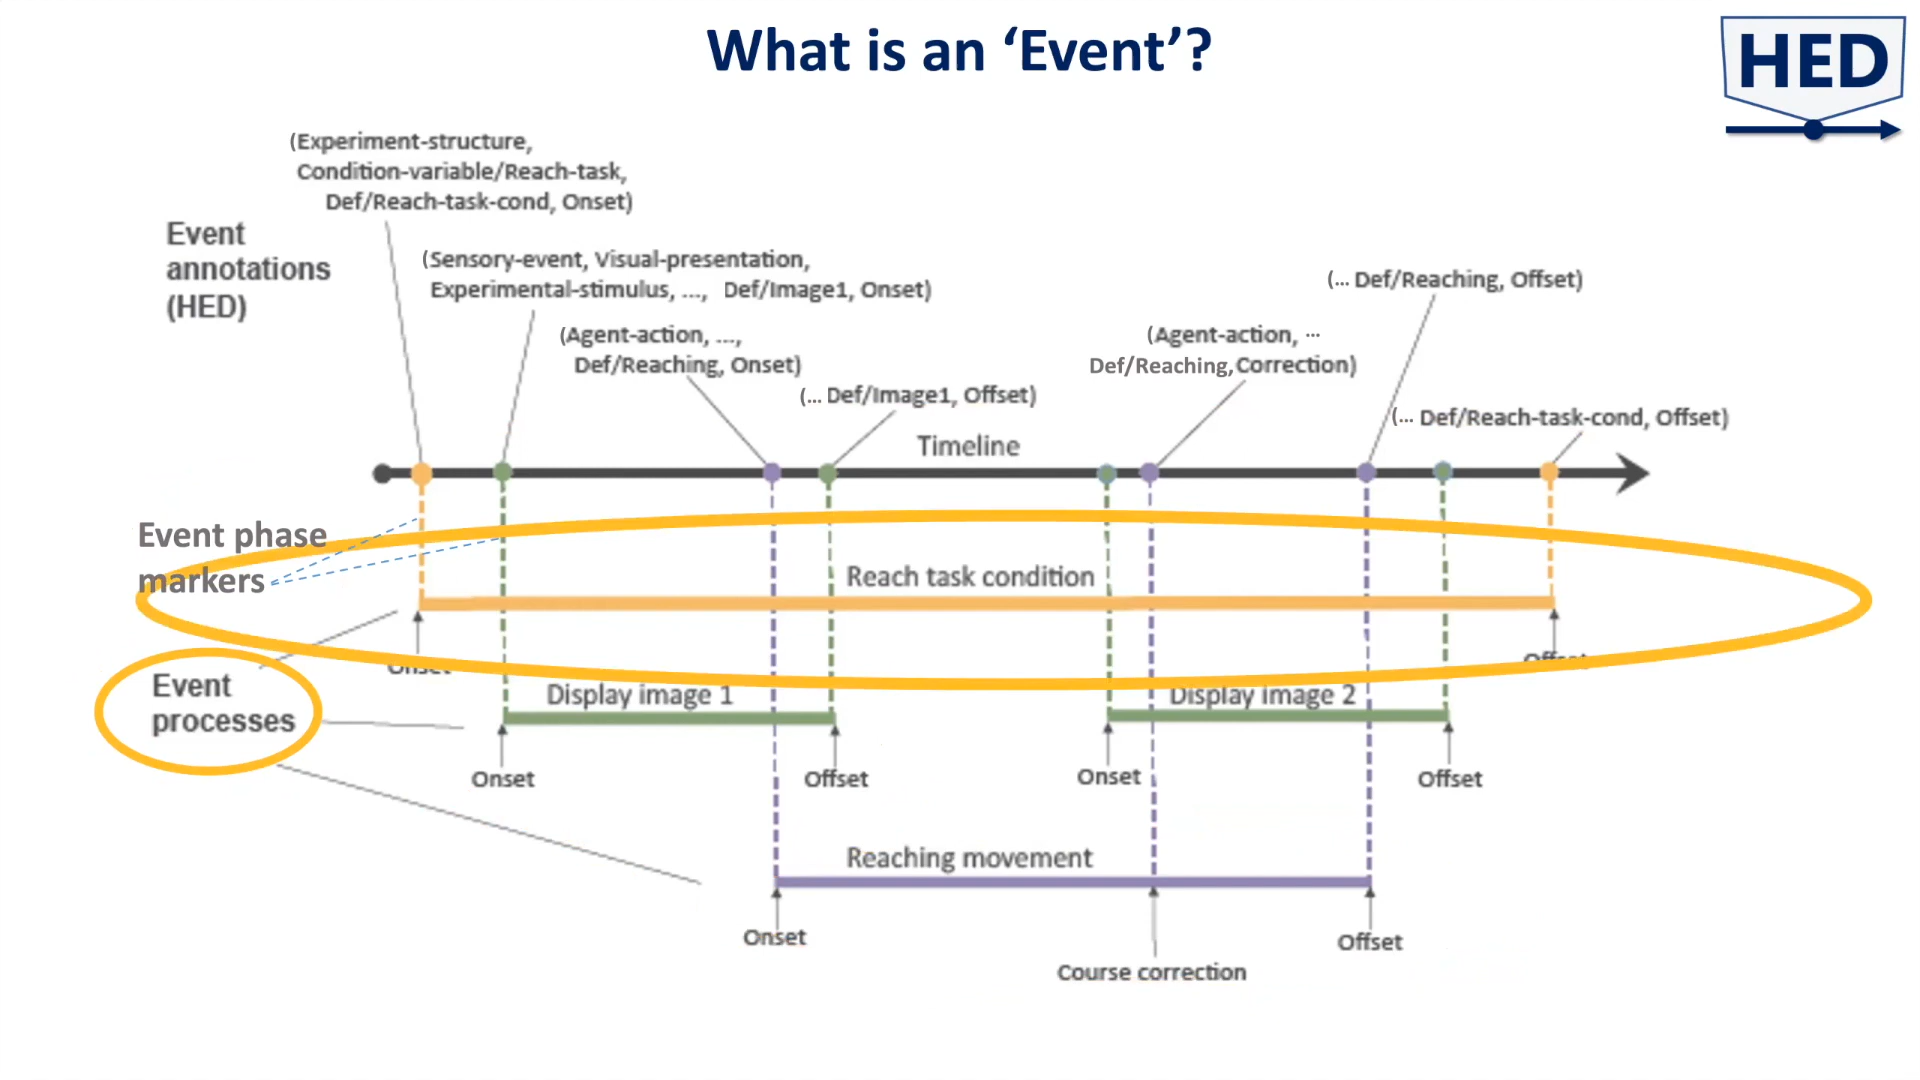 What is an ‘Event’?
HED
(Experiment-structure,
Condition-variable/Reach-task,
Def/Reach-task-cond, Onset)
Event
annotations
(HED)
(Sensory-event, Visual-presentation,
Experimental-stimulus, ..., Def/Image1, Onset)
(... Def/Reaching, Offset)
(Agent-action, ...,
Def/Reaching, Onset)
(Agent-action, ...
Def/Reaching, Correction)
(... Def/Image1, Offset)
(... Def/Reach-task-cond, Offset)
Timeline
Event phase
markers
Reach task condition
Onset
Offset
Event
processes
Display image 1
Display image 2
Onset
Offset
Onset
Offset
Reaching movement
Onset
Offset
Course correction